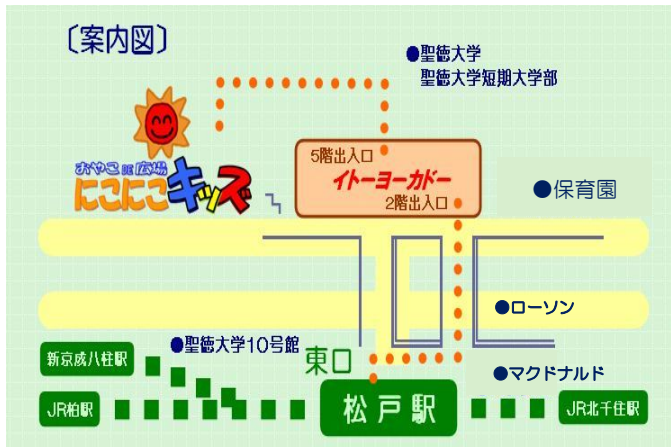 〔案内図〕
●聖徳大学
聖徳大学短期大学部
おやこDE広場
にこにこキッズ
5階出入口
イトーヨーカドー
2階出入口
●保育園
●ローソン
●聖徳大学10号館
東口
新京成八柱駅
●マクドナルド
JR柏駅
松戸駅
JR北千住駅